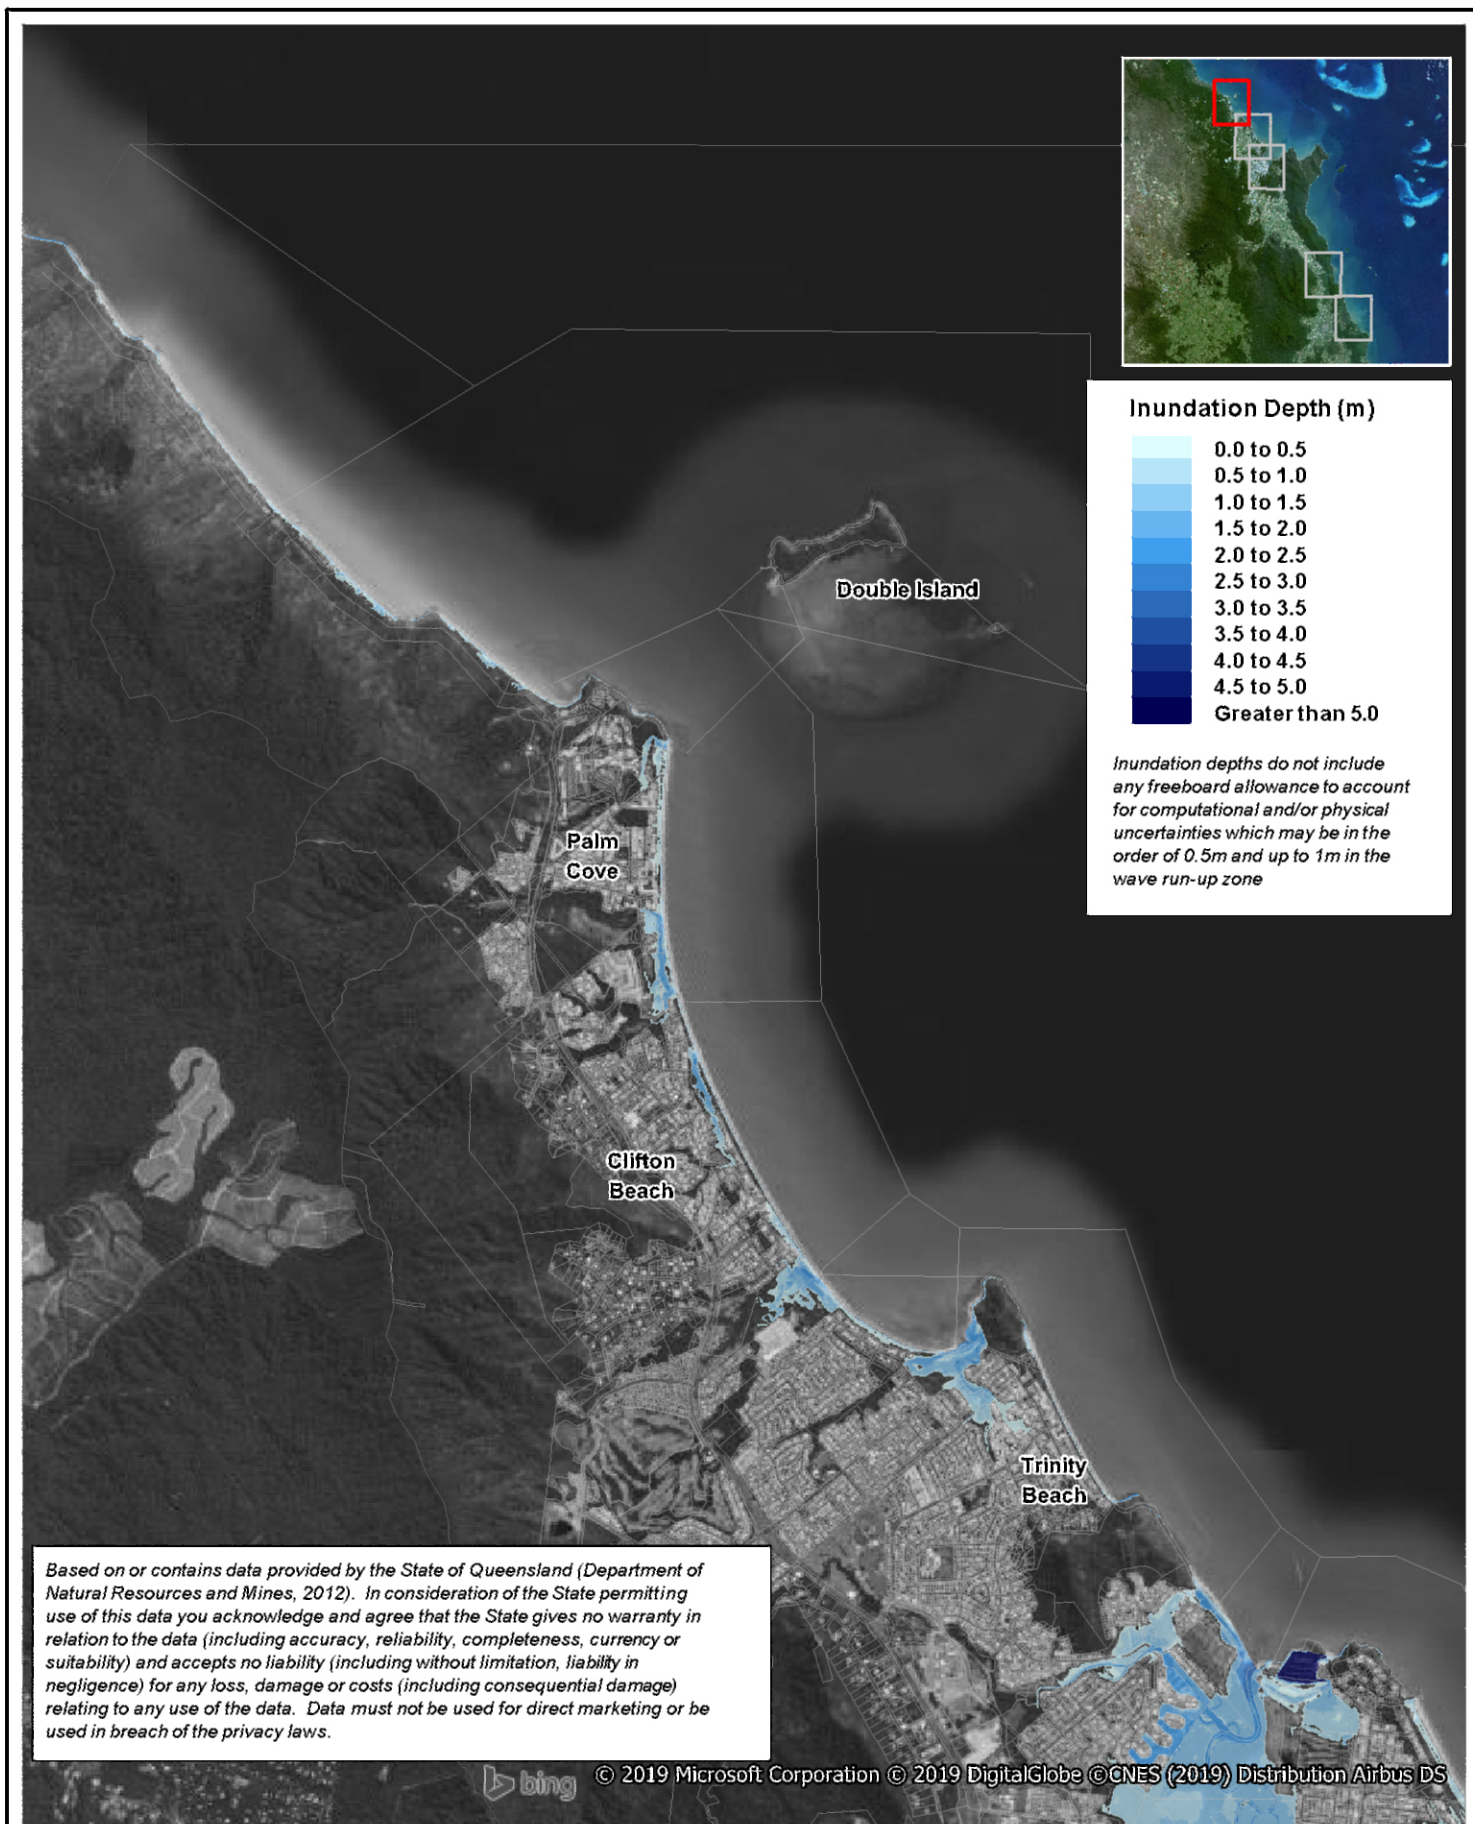 Inundation Depth (m)
0.0 to 0.5
0.5 to 1.0
1.0 to 1.5
1.5 to 2.0
2.0 to 2.5
2.5 to 3.0
3.0 to 3.5
3.5 to 4.0
4.0 to 4.5
4.5 to 5.0
Greater than 5.0
Inundation depths do not include
any freeboard allowance to account
for computational and/or physical
uncertainties which may be in the
order of 0.5m and up to 1m in the
wave run-up zone
Double Island
Palm
Cove
Clifton
Beach
Trinity
Beach
Based on or contains data provided by the State of Queensland (Department of
Natural Resources and Mines, 2012). In consideration of the State permitting
use of this data you acknowledge and agree that the State gives no warranty in
relation to the data (including accuracy, reliability, completeness, currency or
suitability) and accepts no liability (including without limitation, liability in
negligence) for any loss, damage or costs (including consequential damage)
relating to any use of the data. Data must not be used for direct marketing or be
used in breach of the privacy laws.
bing
© 2019 Microsoft Corporation © 2019 DigitalGlobe ©CNES (2019) Distribution Airbus DS